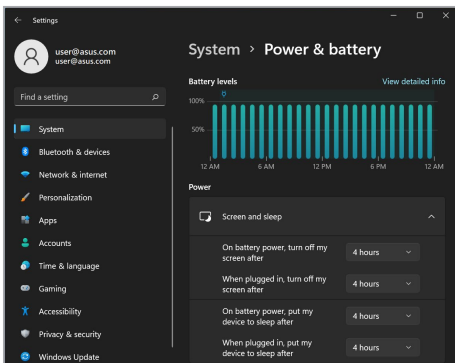 Settings
user@asus.com
user@asus.com
Find a setting
System
Bluetooth & devices
Network & internet
Personalization
Apps
Accounts
Time & language
Gaming
Accessibility
Privacy & security
Windows Update
System > Power & battery
Battery levels
View detailed info
100%
50%
12 AM 6 AM 12 PM 6 PM 12 AM
Power
Screen and sleep
On battery power, turn off my
screen after
4 hours
When plugged in, turn off my
screen after
4 hours
On battery power, put my
device to sleep after
4 hours
When plugged in, put my
device to sleep after
4 hours